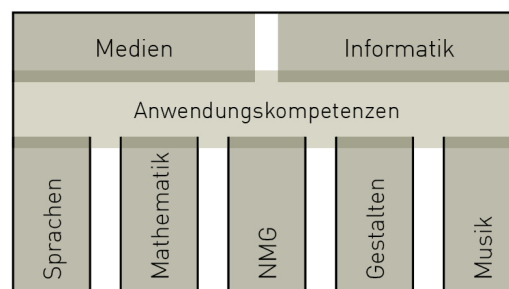 Medien
Informatik
Anwendungskompetenzen
Sprachen
Mathematik
NMG
Gestalten
Musik